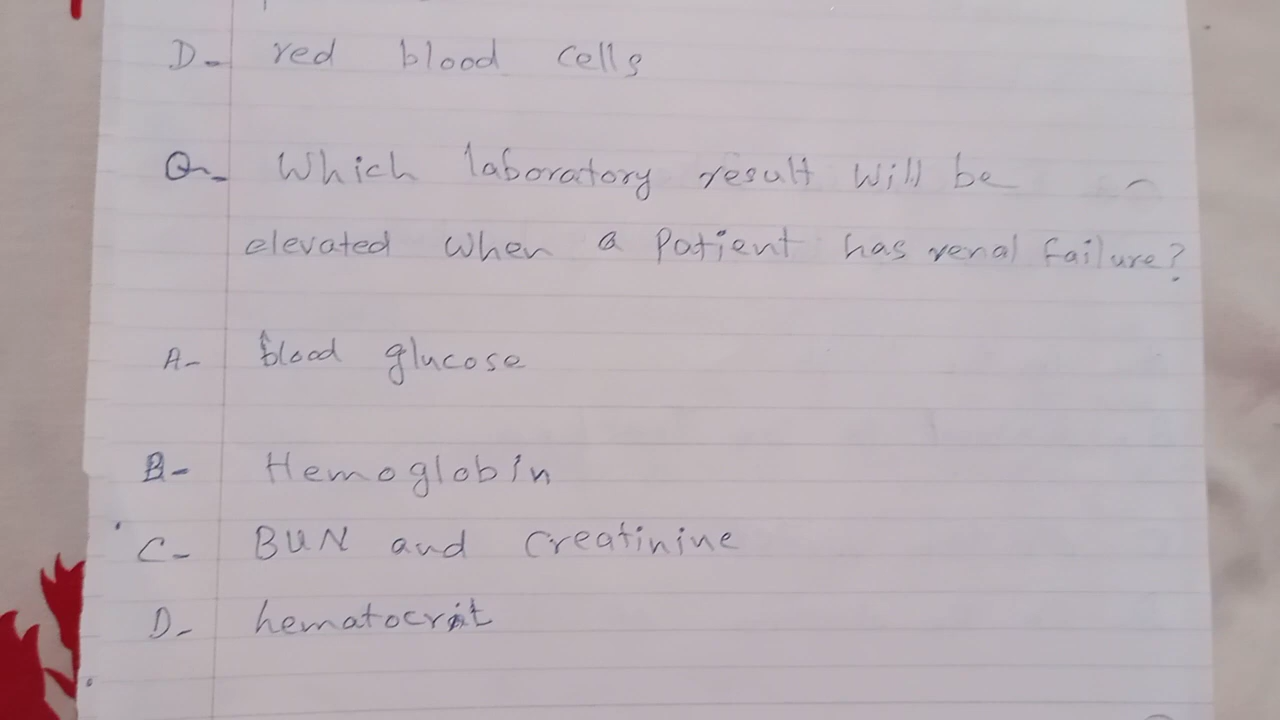 D- red blood cells
Q- Which laboratory result will be
elevated when a patient has renal failure?
A- blood glucose
B- Hemoglobin
C- BUN and creatinine
D- hematocrit